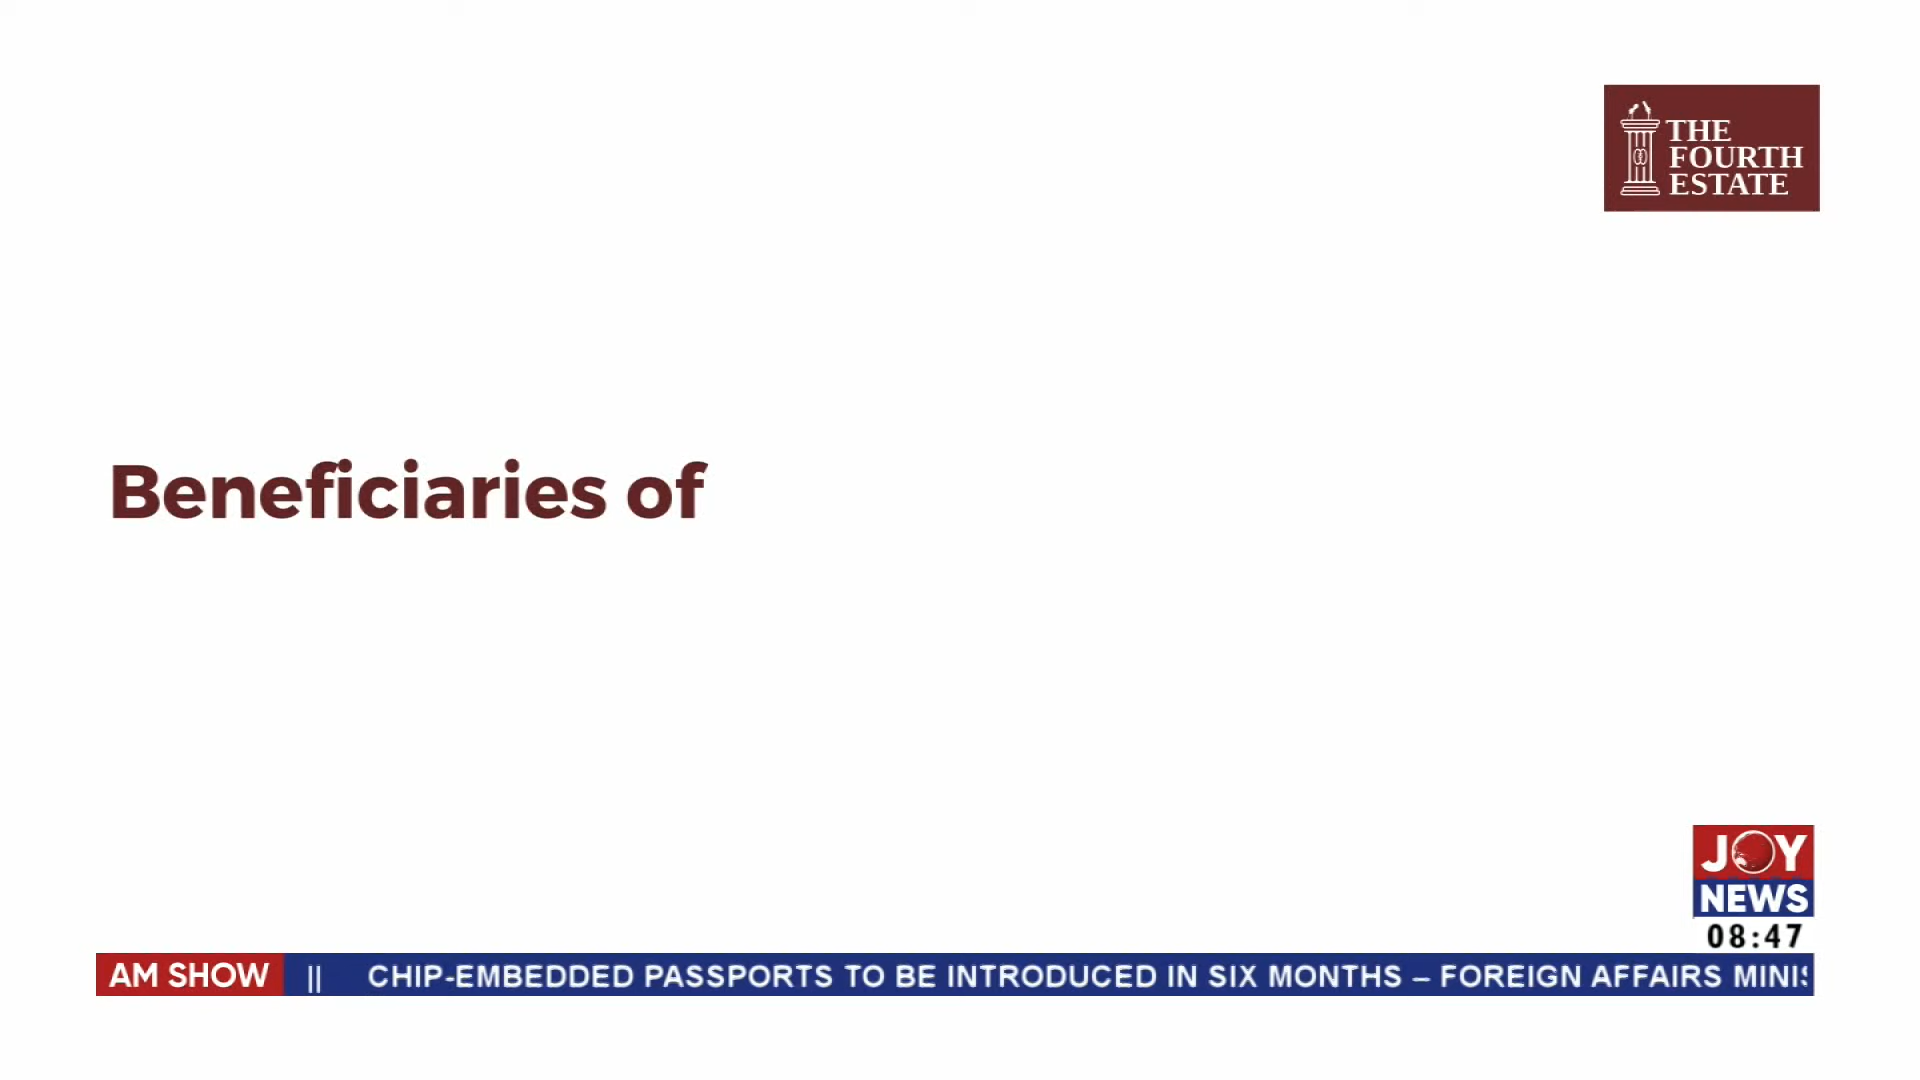 THE
FOURTH
ESTATE
Beneficiaries of
JOY
NEWS
08:47
AM SHOW || CHIP-EMBEDDED PASSPORTS TO BE INTRODUCED IN SIX MONTHS – FOREIGN AFFAIRS